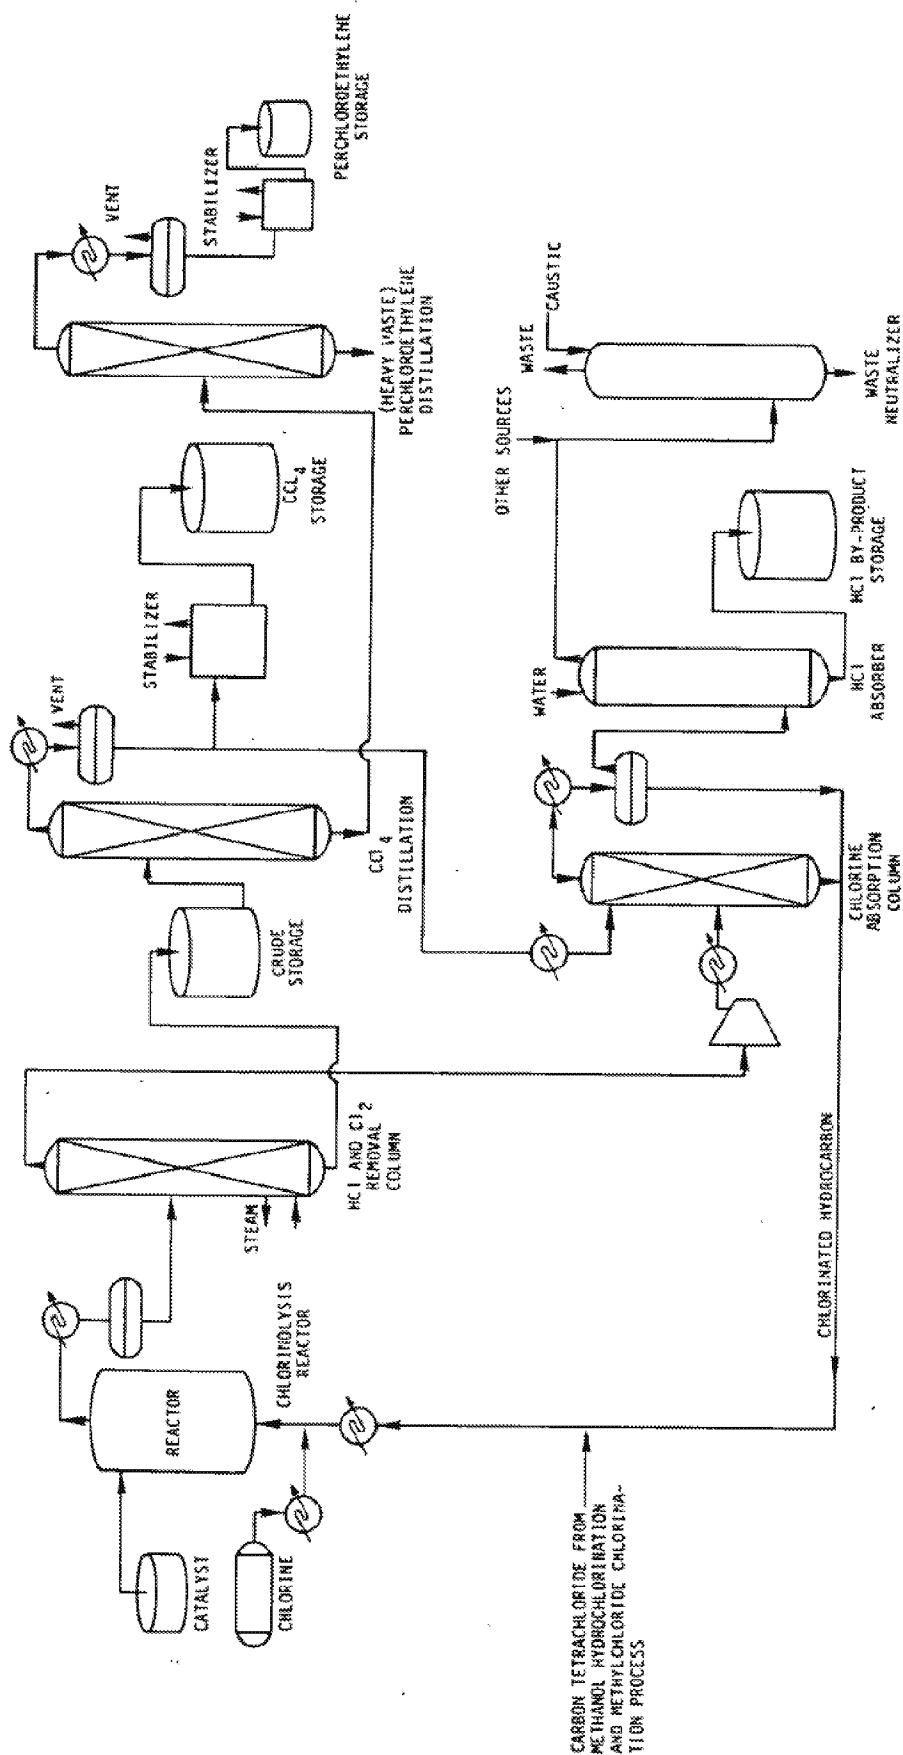 CATALYST
REACTOR
CHLORINE
CHLORINOLYSIS
REACTOR
STEAM
HCl AND Cl2
REMOVAL
COLUMN
CRUDE
STORAGE
VENT
CCl4
DISTILLATION
STABILIZER
CCL4
STORAGE
VENT
(HEAVY WASTE)
PERCHLOROETHYLENE
DISTILLATION
STABILIZER
PERCHLOROETHYLENE
STORAGE
CARBON TETRACHLORIDE FROM
METHANOL HYDROCHLORINATION
AND METHYLCHLORIDE CHLORINA-
TION PROCESS
CHLORINATED HYDROCARBON
CHLORINE
ABSORPTION
COLUMN
WATER
HCl
ABSORBER
HCl BY-PRODUCT
STORAGE
OTHER SOURCES
WASTE
CAUSTIC
WASTE
NEUTRALIZER